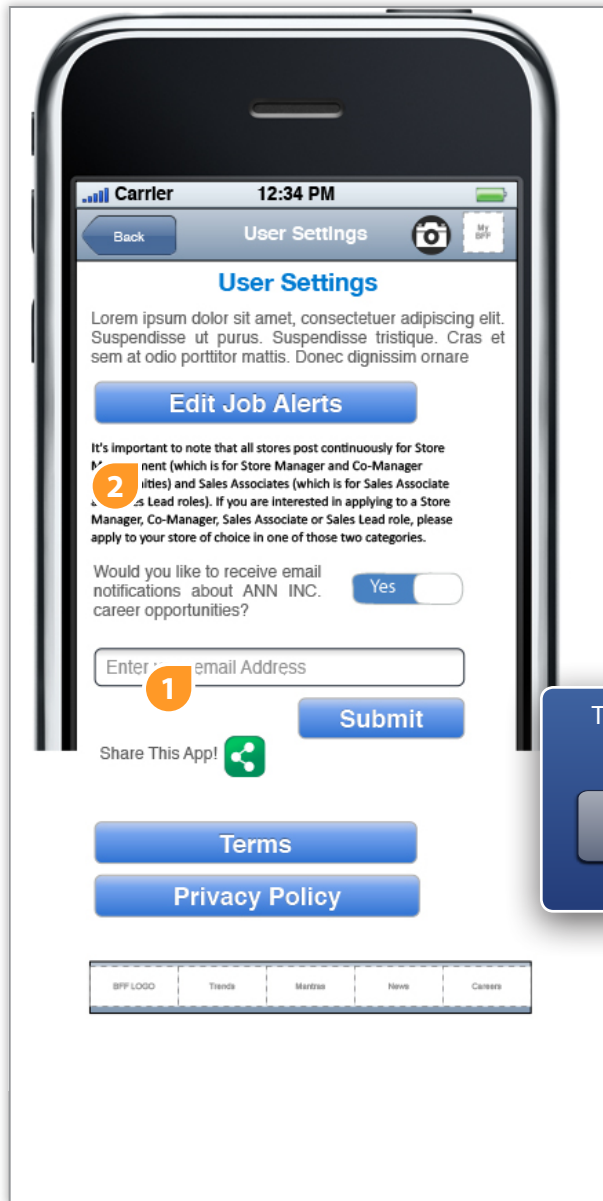 Carrier 12:34 PM
Back User Settings My
BFF
User Settings
Lorem ipsum dolor sit amet, consectetuer adipiscing elit.
Suspendisse ut purus. Suspendisse tristique. Cras et
sem at odio porttitor mattis. Donec dignissim ornare
Edit Job Alerts
It's important to note that all stores post continuously for Store
(which is for Store Manager and Co-Manager
2
and Sales Associates (which is for Sales Associate
Lead roles). If you are interested in applying to a Store
Manager, Co-Manager, Sales Associate or Sales Lead role, please
apply to your store of choice in one of those two categories.
Would you like to receive email
notifications about ANN INC.
career opportunities?
Yes
Enter email Address
1
Submit
Share This App!
Terms
Privacy Policy
BFF LOGO Trends Mantras News Careers